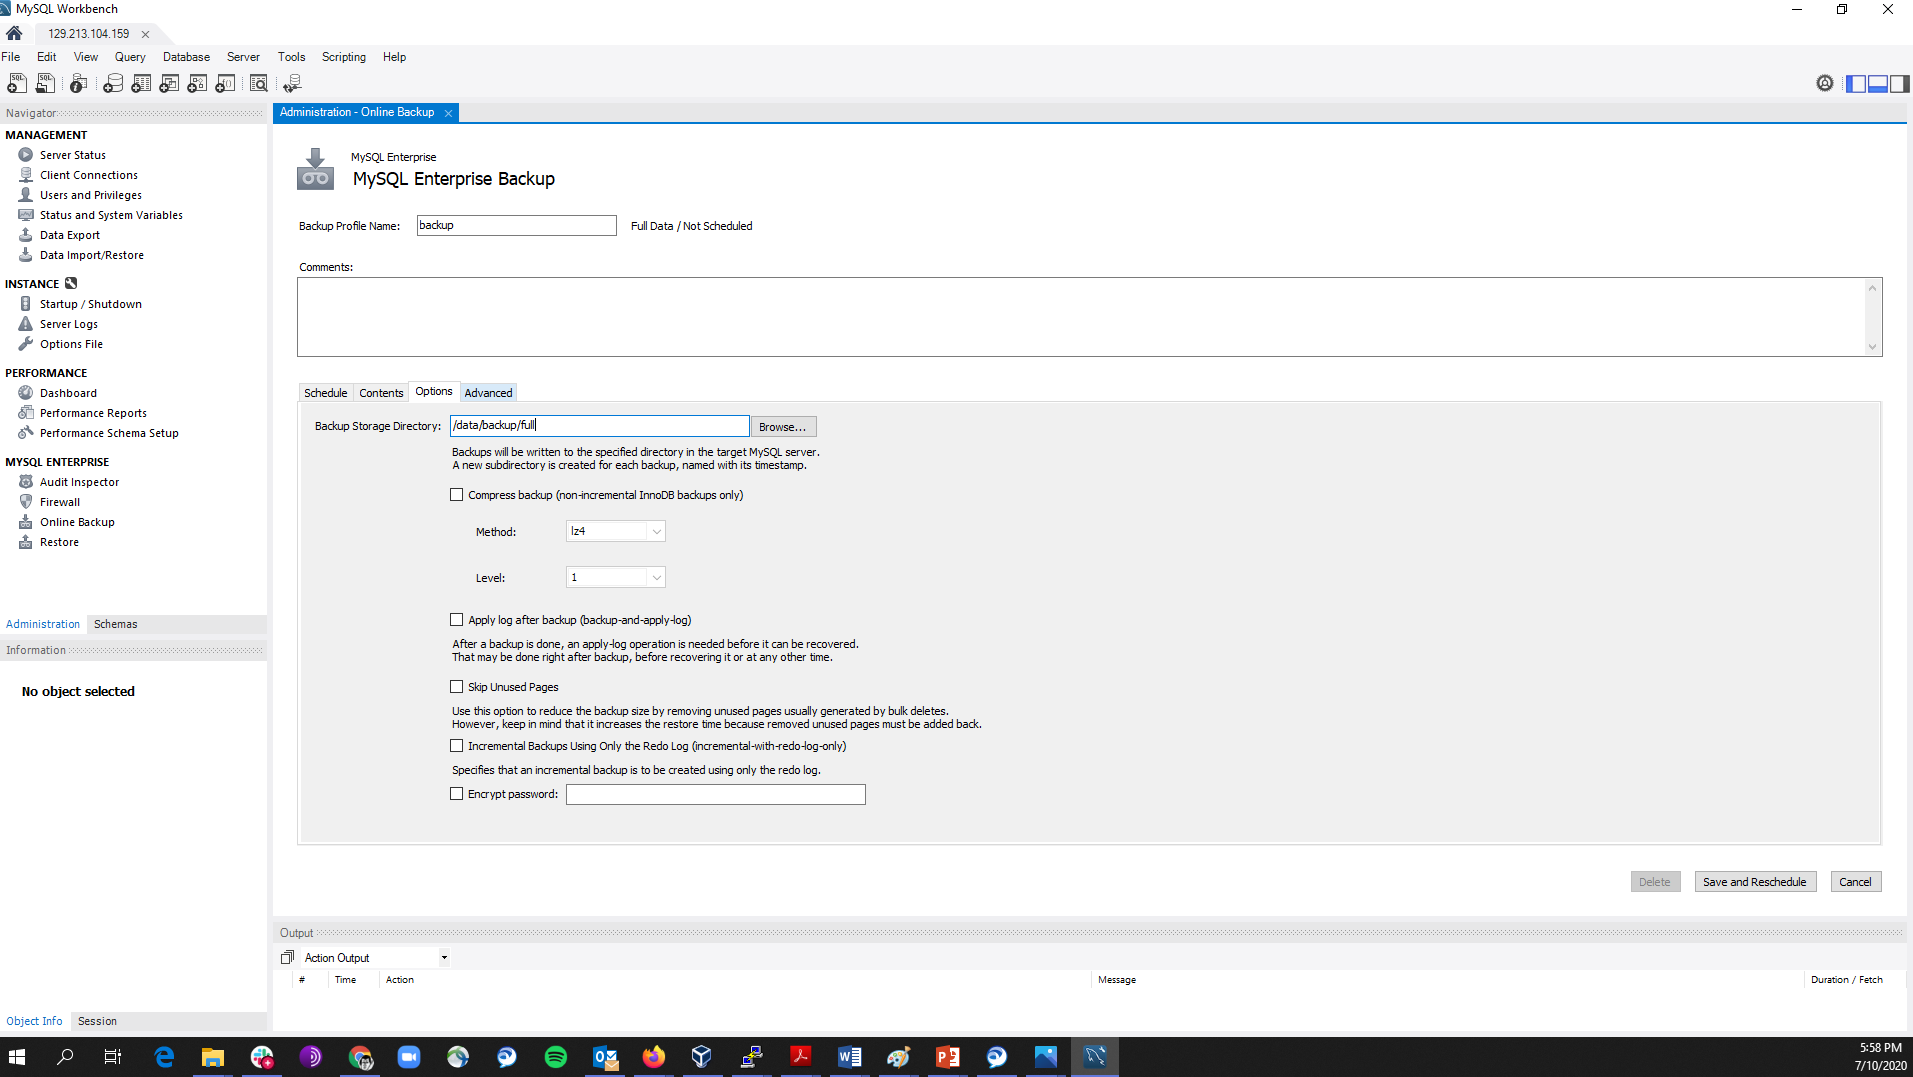 MySQL Workbench
129.213.104.159
File Edit View Query Database Server Tools Scripting Help
Navigator
MANAGEMENT
Server Status
Client Connections
Users and Privileges
Status and System Variables
Data Export
Data Import/Restore
INSTANCE
Startup / Shutdown
Server Logs
Options File
PERFORMANCE
Dashboard
Performance Reports
Performance Schema Setup
MYSQL ENTERPRISE
Audit Inspector
Firewall
Online Backup
Restore
Administration Schemas
Information
No object selected
Object Info Session
Administration - Online Backup
MySQL Enterprise
MySQL Enterprise Backup
Backup Profile Name: backup Full Data / Not Scheduled
Comments:
Schedule Contents Options Advanced
Backup Storage Directory: /data/backup/full Browse...
Backups will be written to the specified directory in the target MySQL server.
A new subdirectory is created for each backup, named with its timestamp.
Compress backup (non-incremental InnoDB backups only)
Method: lz4
Level: 1
Apply log after backup (backup-and-apply-log)
After a backup is done, an apply-log operation is needed before it can be recovered.
That may be done right after backup, before recovering it or at any other time.
Skip Unused Pages
Use this option to reduce the backup size by removing unused pages usually generated by bulk deletes.
However, keep in mind that it increases the restore time because removed unused pages must be added back.
Incremental Backups Using Only the Redo Log (incremental-with-redo-log-only)
Specifies that an incremental backup is to be created using only the redo log.
Encrypt password:
Delete Save and Reschedule Cancel
Output
Action Output
# Time Action Message Duration / Fetch
5:58 PM
7/10/2020